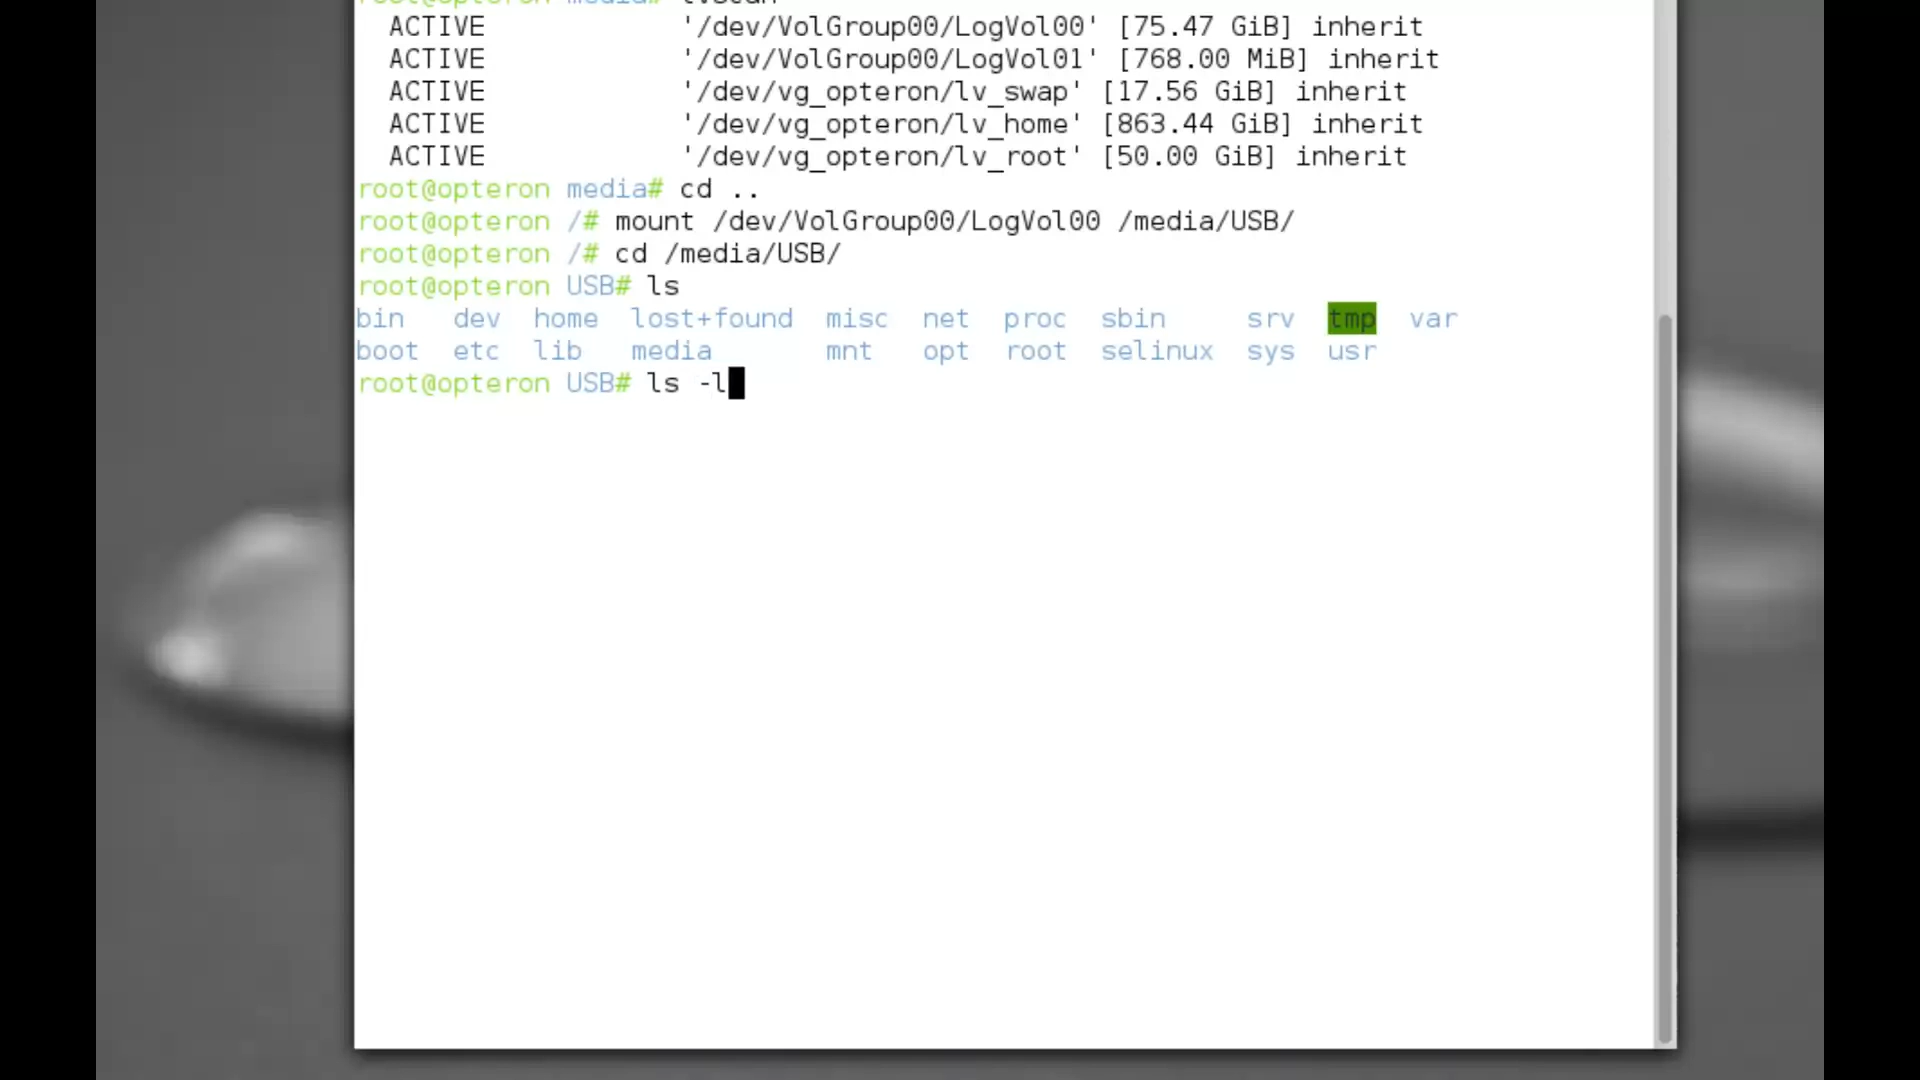 root@opteron media# lvscan
ACTIVE '/dev/VolGroup00/LogVol00' [75.47 GiB] inherit
ACTIVE '/dev/VolGroup00/LogVol01' [768.00 MiB] inherit
ACTIVE '/dev/vg_opteron/lv_swap' [17.56 GiB] inherit
ACTIVE '/dev/vg_opteron/lv_home' [863.44 GiB] inherit
ACTIVE '/dev/vg_opteron/lv_root' [50.00 GiB] inherit
root@opteron media# cd ..
root@opteron /# mount /dev/VolGroup00/LogVol00 /media/USB/
root@opteron /# cd /media/USB/
root@opteron USB# ls
bin dev home lost+found misc net proc sbin srv tmp var
boot etc lib media mnt opt root selinux sys usr
root@opteron USB# ls -l